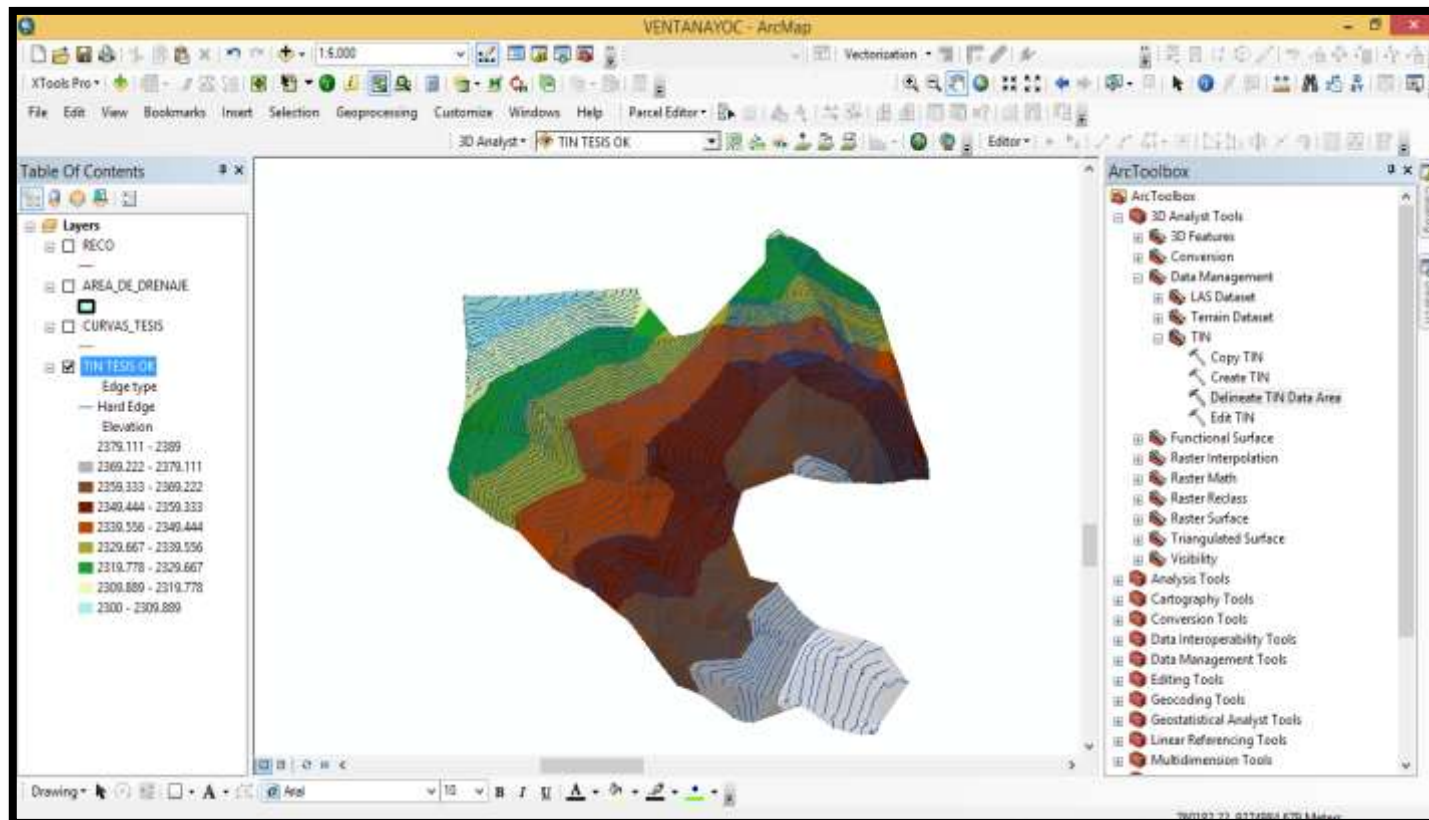 VENTANAYOC - ArcMap
1:6,000
Vectorization
XTools Pro
File Edit View Bookmarks Insert Selection Geoprocessing Customize Windows Help Parcel Editor
3D Analyst TIN TESIS OK Editor
Table Of Contents
Layers
RECO
AREA_DE_DRENAJE
CURVAS_TESIS
TIN TESIS OK
Edge type
Hard Edge
Elevation
2379.111 - 2389
2369.222 - 2379.111
2359.333 - 2369.222
2349.444 - 2359.333
2339.556 - 2349.444
2329.667 - 2339.556
2319.778 - 2329.667
2309.889 - 2319.778
2300 - 2309.889
ArcToolbox
ArcToolbox
3D Analyst Tools
3D Features
Conversion
Data Management
LAS Dataset
Terrain Dataset
TIN
Copy TIN
Create TIN
Delineate TIN Data Area
Edit TIN
Functional Surface
Raster Interpolation
Raster Math
Raster Reclass
Raster Surface
Triangulated Surface
Visibility
Analysis Tools
Cartography Tools
Conversion Tools
Data Interoperability Tools
Data Management Tools
Editing Tools
Geocoding Tools
Geostatistical Analyst Tools
Linear Referencing Tools
Multidimension Tools
Drawing A Arial 10 B I U A
Meters